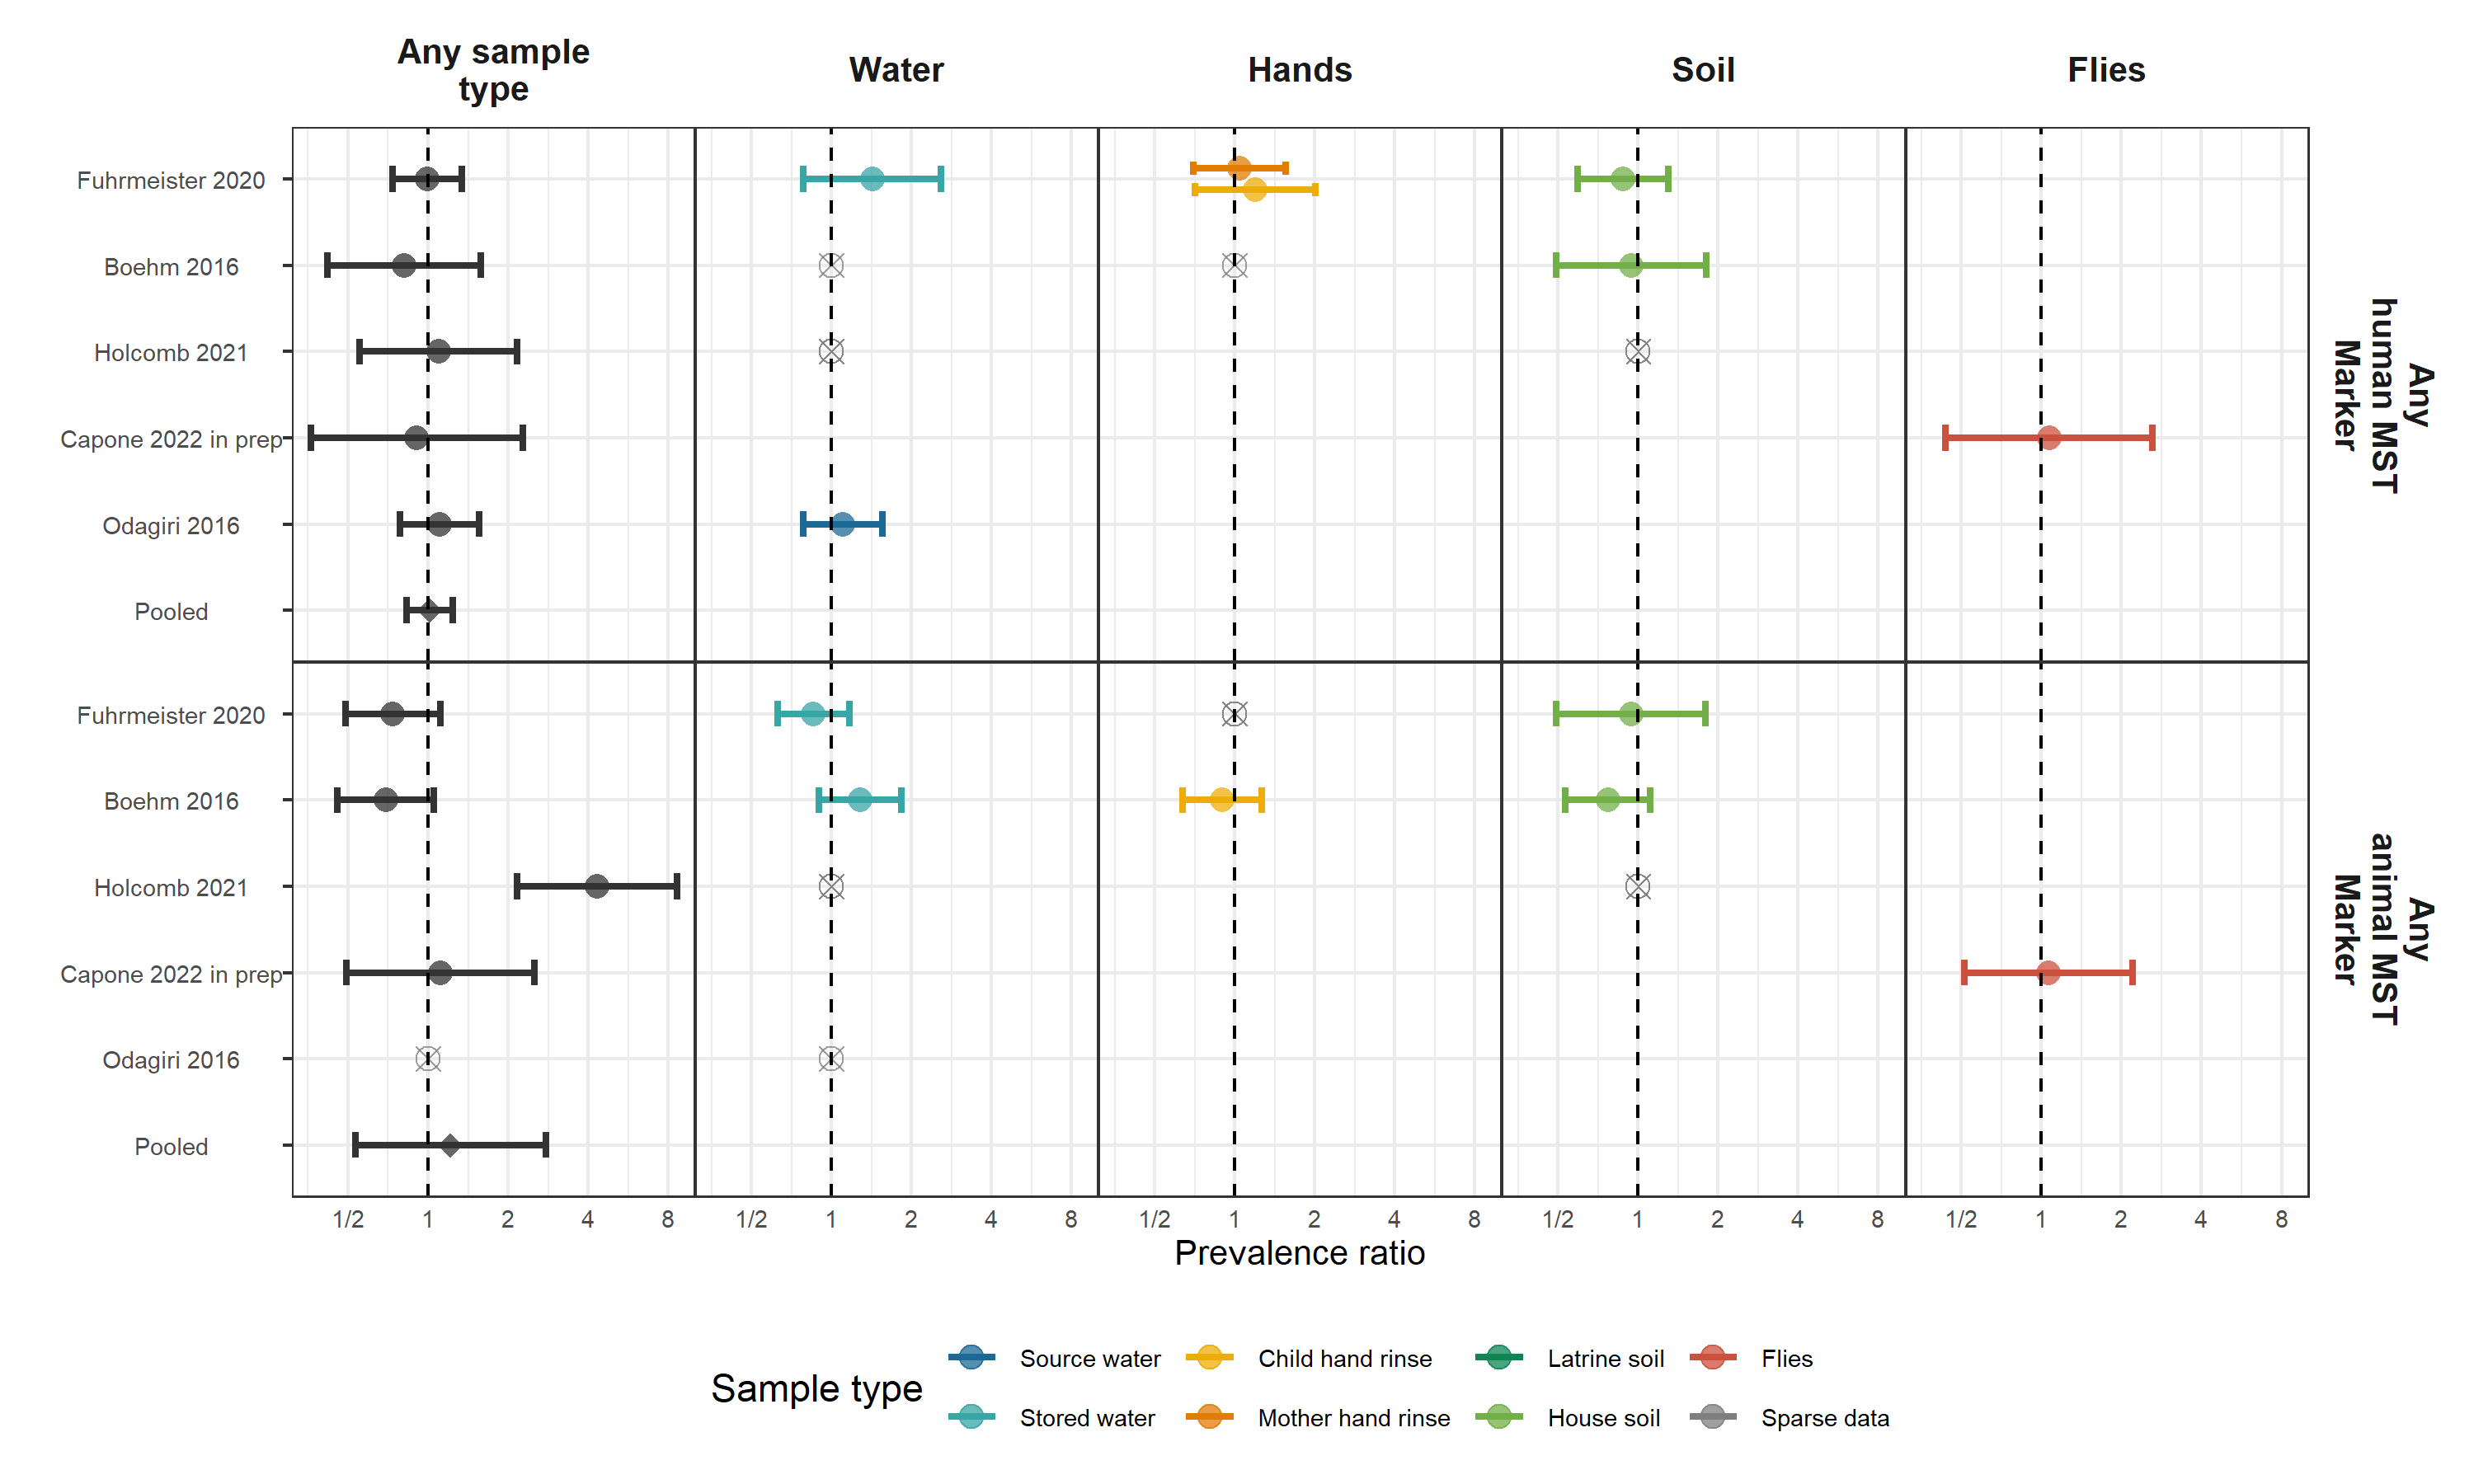 Any sample
type
Water
Hands
Soil
Flies
Fuhrmeister 2020
Boehm 2016
Holcomb 2021
Capone 2022 in prep
Odagiri 2016
Pooled
Any
human MST
Marker
Fuhrmeister 2020
Boehm 2016
Holcomb 2021
Capone 2022 in prep
Odagiri 2016
Pooled
Any
animal MST
Marker
1/2 1 2 4 8 1/2 1 2 4 8 1/2 1 2 4 8 1/2 1 2 4 8 1/2 1 2 4 8
Prevalence ratio
Sample type
Source water
Child hand rinse
Latrine soil
Flies
Stored water
Mother hand rinse
House soil
Sparse data